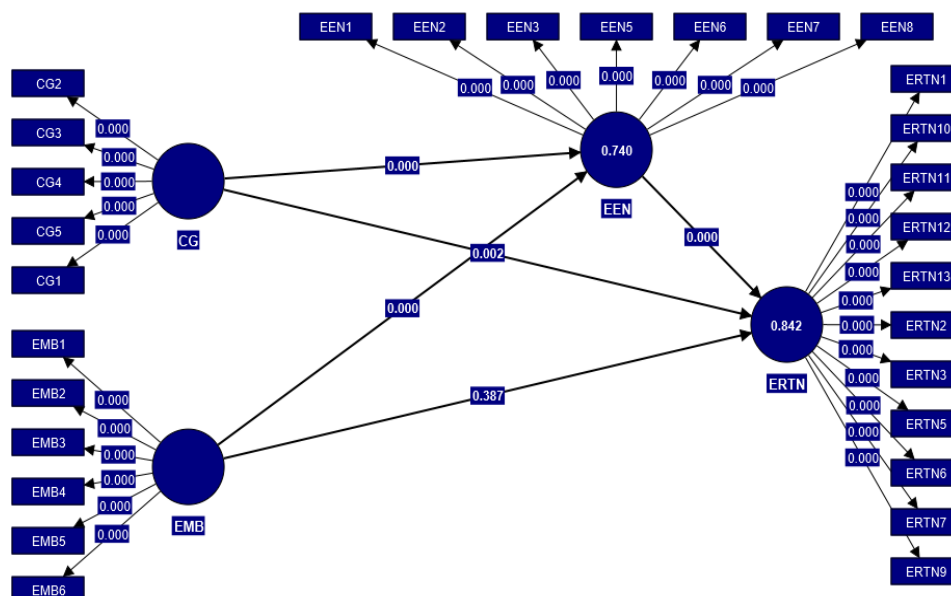 EEN1 EEN2 EEN3 EEN5 EEN6 EEN7 EEN8
0.000 0.000 0.000 0.000 0.000 0.000 0.000
CG2
CG3
CG4
CG5
CG1
0.000
0.000
0.000
0.000
0.000
CG
EMB1
EMB2
EMB3
EMB4
EMB5
EMB6
0.000
0.000
0.000
0.000
0.000
0.000
EMB
0.000
0.002
0.000
0.387
0.000
0.740
EEN
0.842
ERTN
0.000
0.000
0.000
0.000
0.000
0.000
0.000
0.000
0.000
0.000
0.000
ERTN1
ERTN10
ERTN11
ERTN12
ERTN13
ERTN2
ERTN3
ERTN5
ERTN6
ERTN7
ERTN9